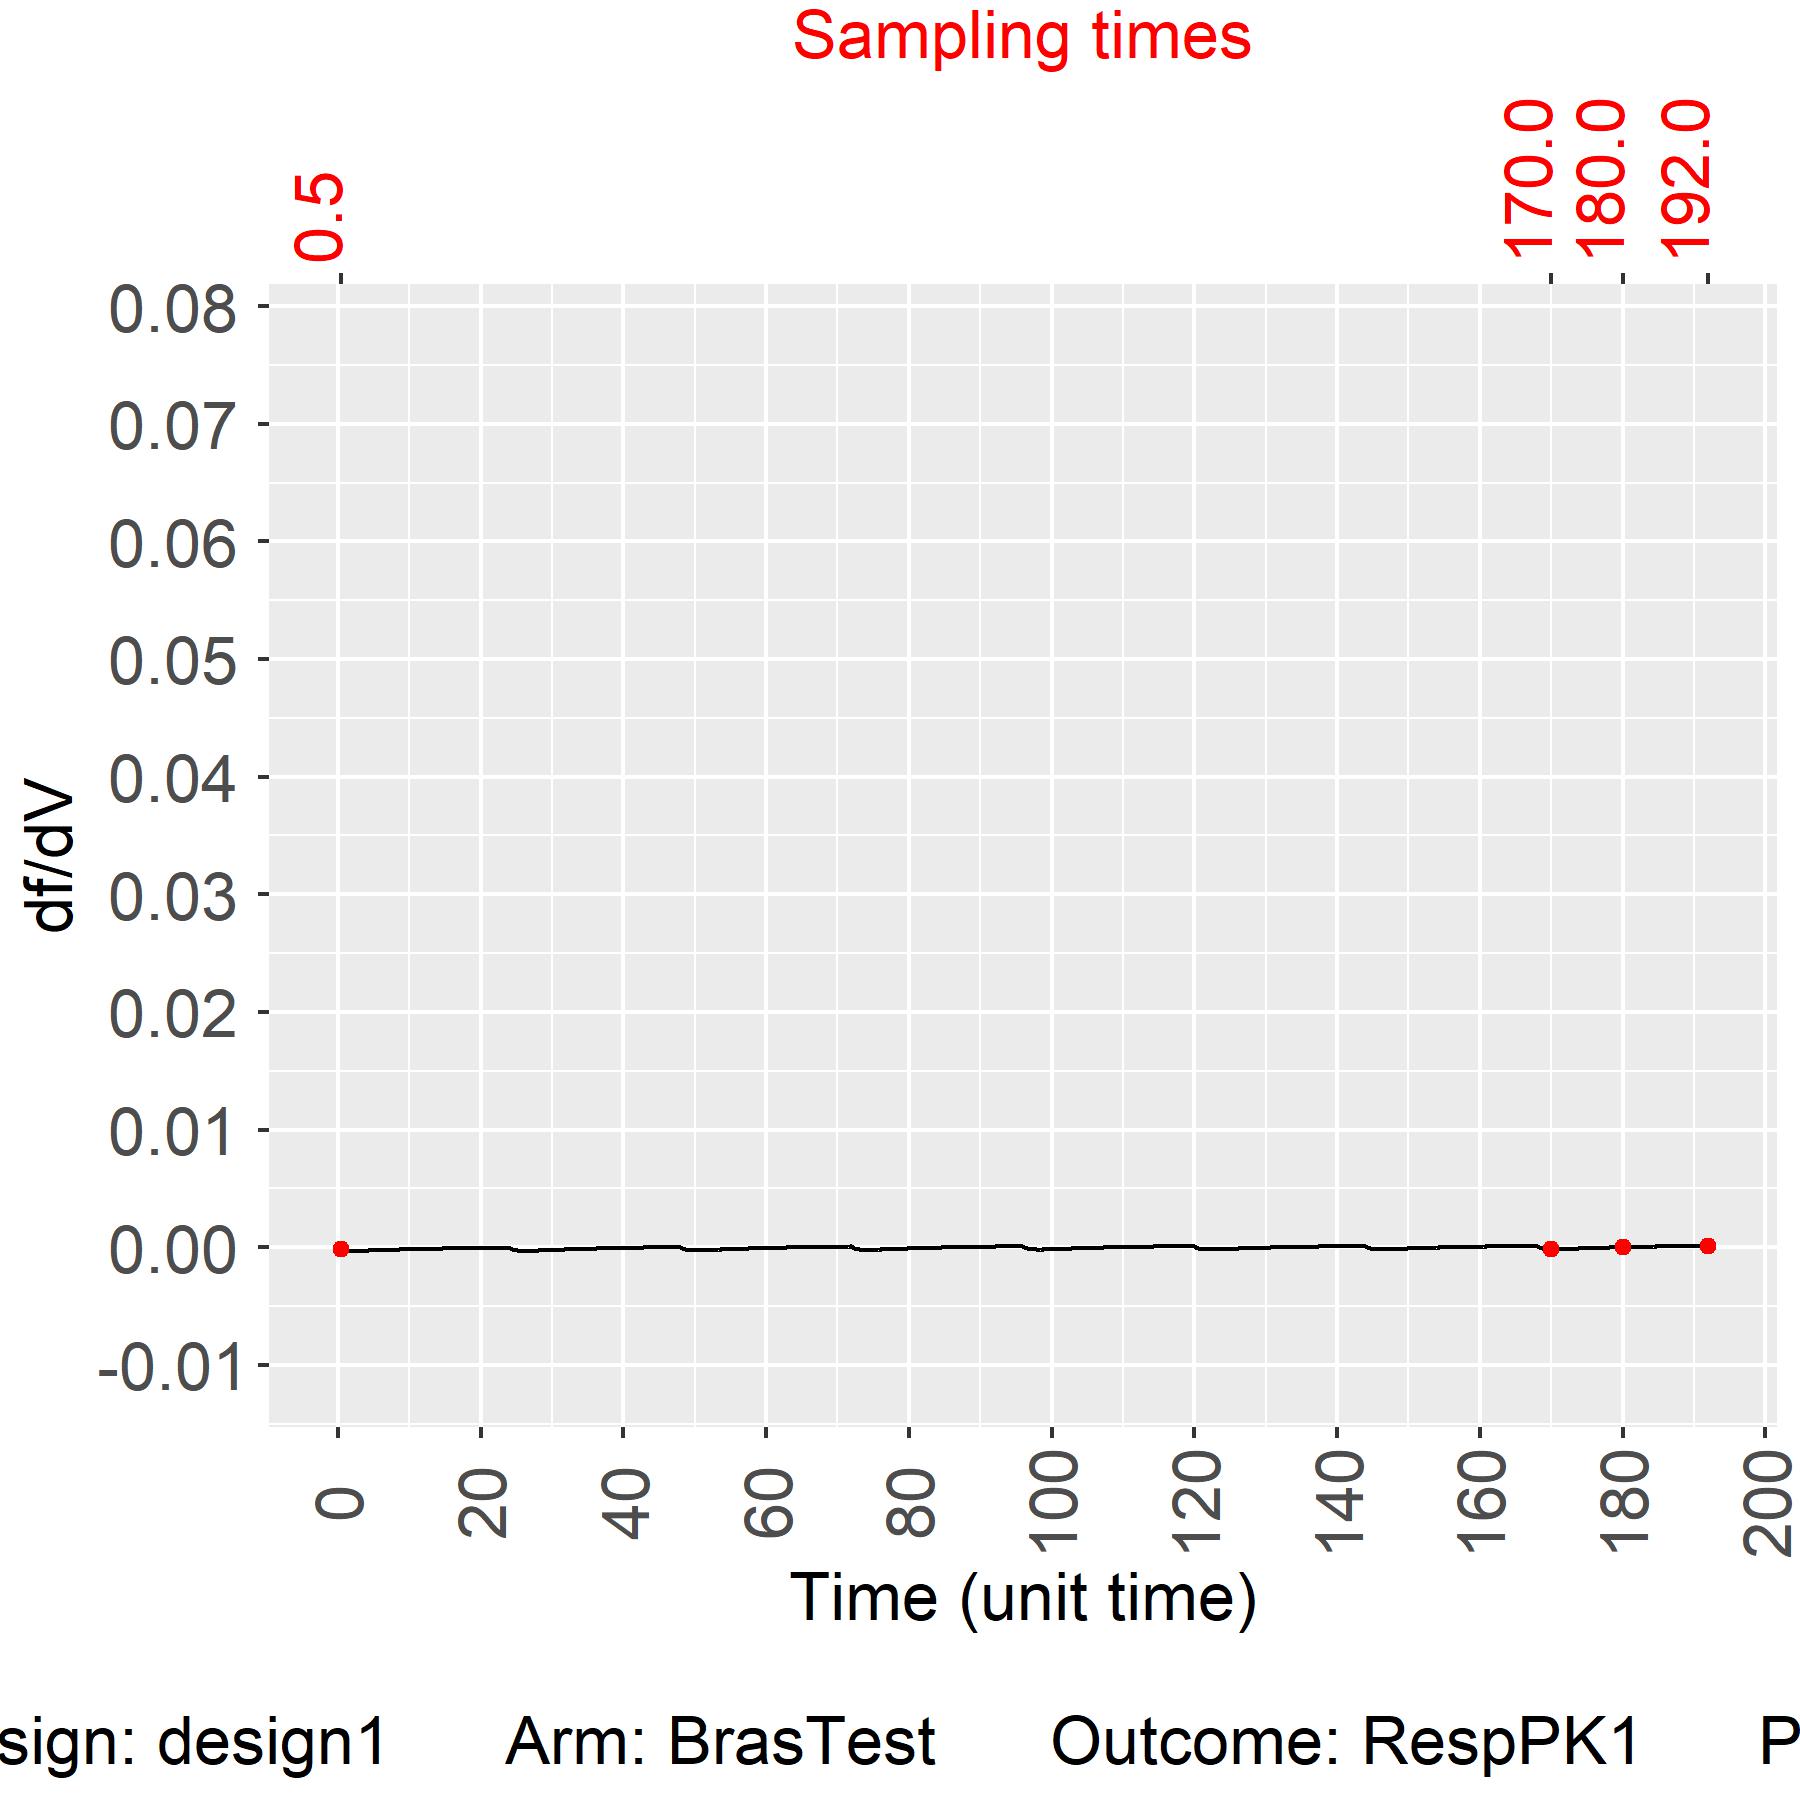 Sampling times
0.5 170.0 180.0 192.0
0.08
0.07
0.06
0.05
0.04
0.03
0.02
0.01
0.00
-0.01
df/dV
0 20 40 60 80 100 120 140 160 180 200
Time (unit time)
sign: design1 Arm: BrasTest Outcome: RespPK1 P